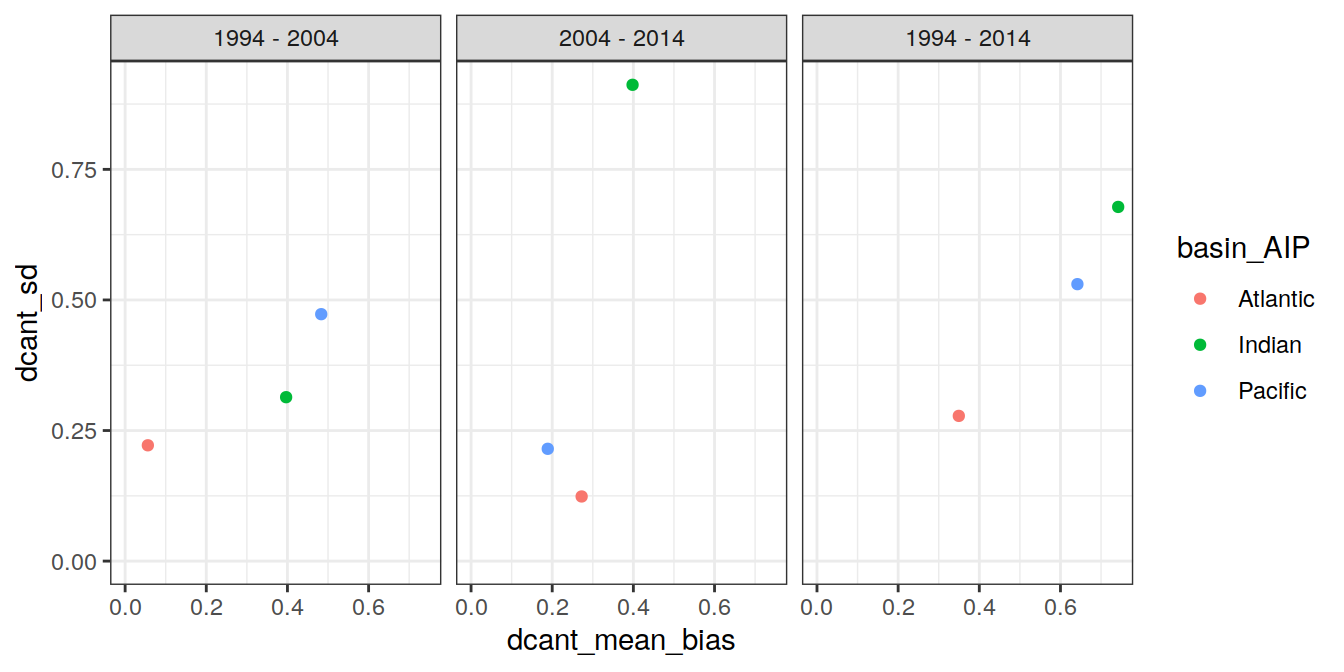 1994 - 2004
2004 - 2014
1994 - 2014
dcant_sd
0.75
0.50
0.25
0.00
0.0 0.2 0.4 0.6
0.0 0.2 0.4 0.6
0.0 0.2 0.4 0.6
dcant_mean_bias
basin_AIP
Atlantic
Indian
Pacific